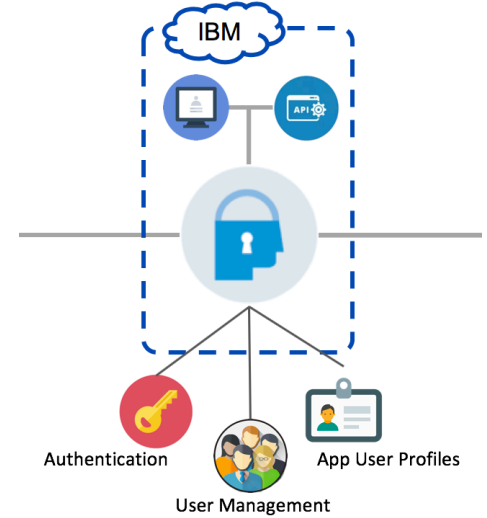 IBM
API
Authentication
App User Profiles
User Management